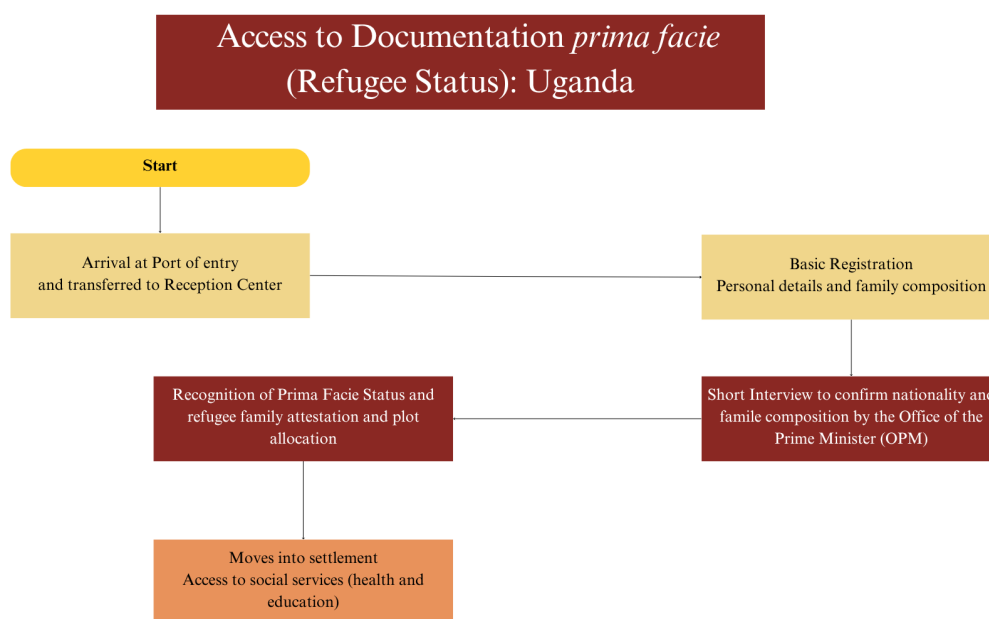 Access to Documentation prima facie
(Refugee Status): Uganda
Start
Arrival at Port of entry
and transferred to Reception Center
Basic Registration
Personal details and family composition
Short Interview to confirm nationality and
famile composition by the Office of the
Prime Minister (OPM)
Recognition of Prima Facie Status and
refugee family attestation and plot
allocation
Moves into settlement
Access to social services (health and
education)